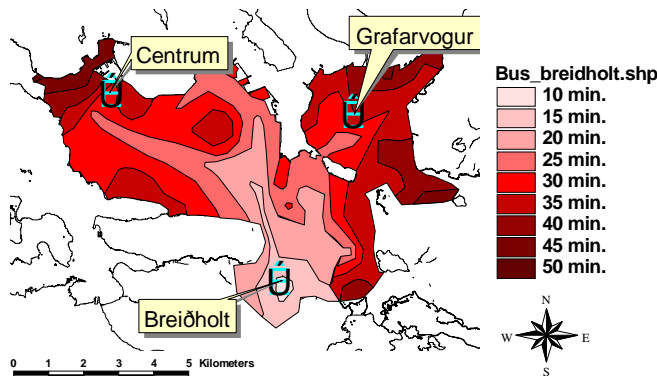 Centrum
Grafarvogur
Ú
Ú
Ú
Breiðholt
Bus_breidholt.shp
10 min.
15 min.
20 min.
25 min.
30 min.
35 min.
40 min.
45 min.
50 min.
N
W E
S
0 1 2 3 4 5 Kilometers